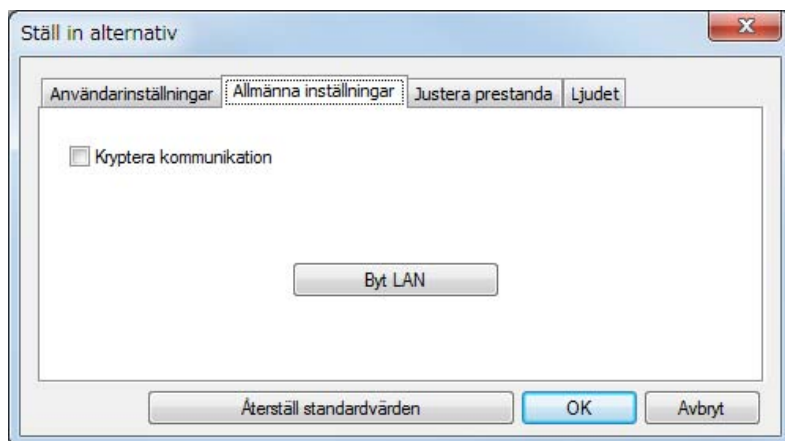 Ställ in alternativ
Användarinställningar Allmänna inställningar Justera prestanda Ljudet
Kryptera kommunikation
Byt LAN
Återställ standardvärden OK Avbryt